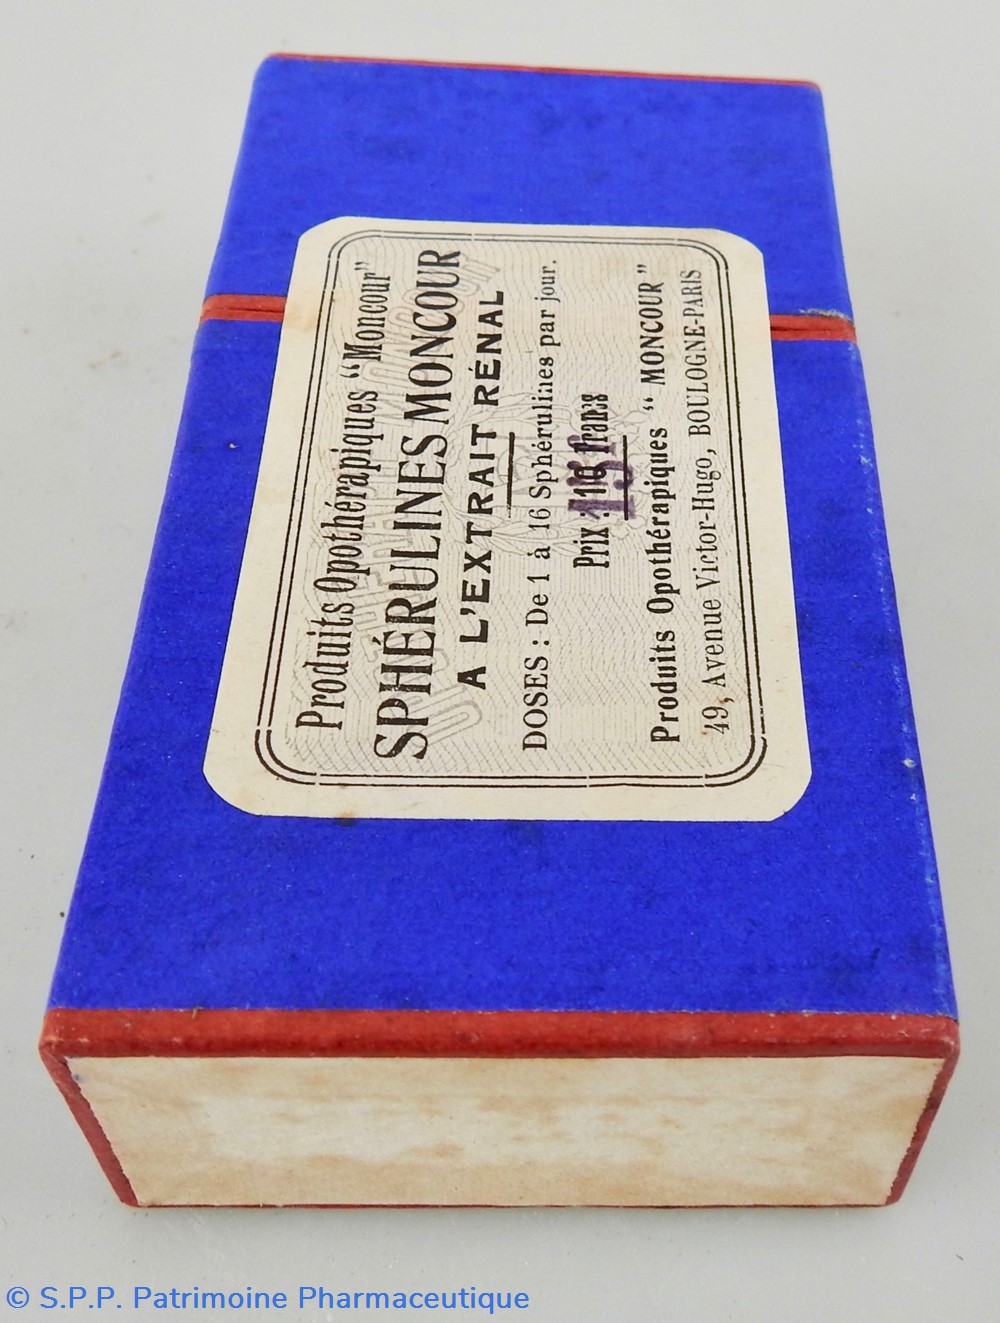 Produits Opothérapiques “Moncour”
SPHÉRULINES MONCOUR
A L'EXTRAIT RÉNAL
DOSES : De 1 à 16 Sphérulines par jour.
Prix : francs
Produits Opothérapiques “ MONCOUR ”
49, Avenue Victor-Hugo, BOULOGNE-PARIS
© S.P.P. Patrimoine Pharmaceutique